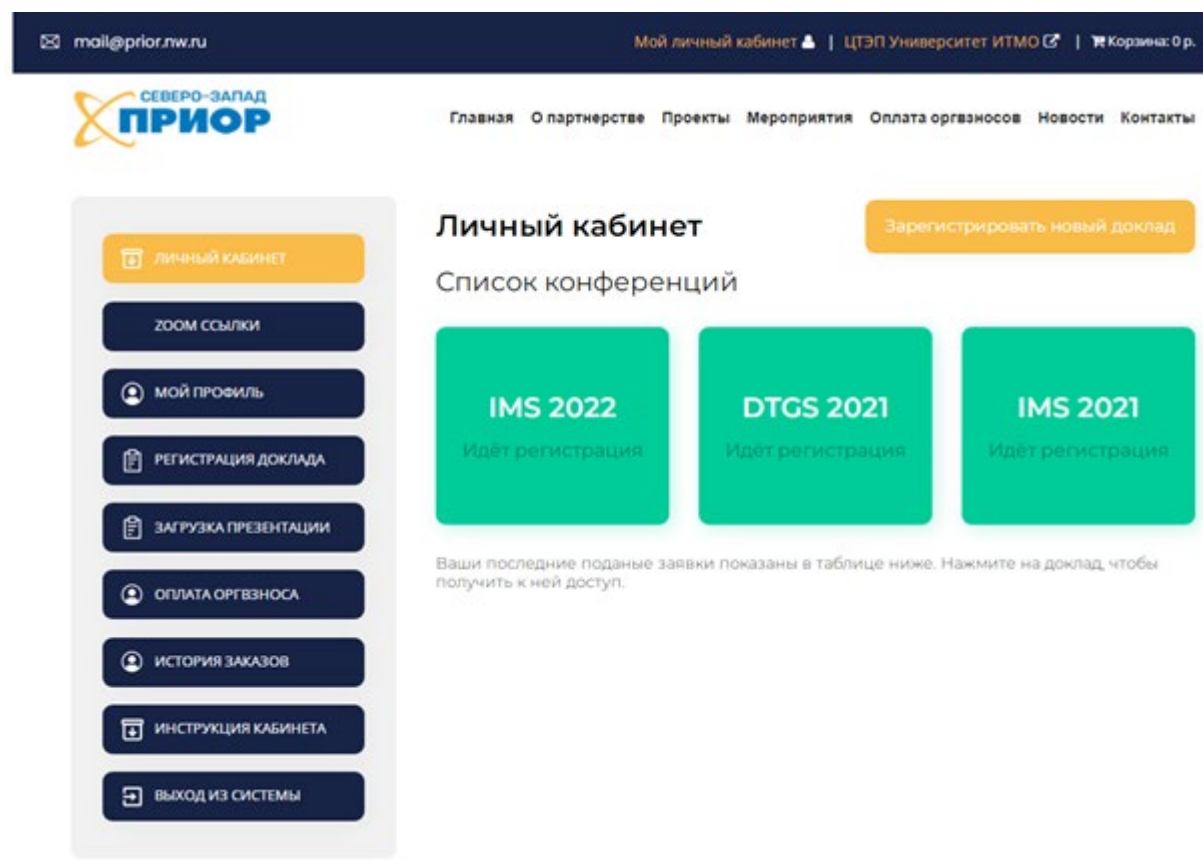 mail@prior.nw.ru
Мой личный кабинет | ЦТЭП Университет ИТМО | Корзина: 0 р.
СЕВЕРО-ЗАПАД
ПРИОР
Главная О партнерстве Проекты Мероприятия Оплата оргвзносов Новости Контакты
ЛИЧНЫЙ КАБИНЕТ
ZOOM ССЫЛКИ
МОЙ ПРОФИЛЬ
РЕГИСТРАЦИЯ ДОКЛАДА
ЗАГРУЗКА ПРЕЗЕНТАЦИИ
ОПЛАТА ОРГВЗНОСА
ИСТОРИЯ ЗАКАЗОВ
ИНСТРУКЦИЯ КАБИНЕТА
ВЫХОД ИЗ СИСТЕМЫ
Личный кабинет
Зарегистрировать новый доклад
Список конференций
IMS 2022
Идёт регистрация
DTGS 2021
Идёт регистрация
IMS 2021
Идёт регистрация
Ваши последние поданые заявки показаны в таблице ниже. Нажмите на доклад, чтобы
получить к ней доступ.